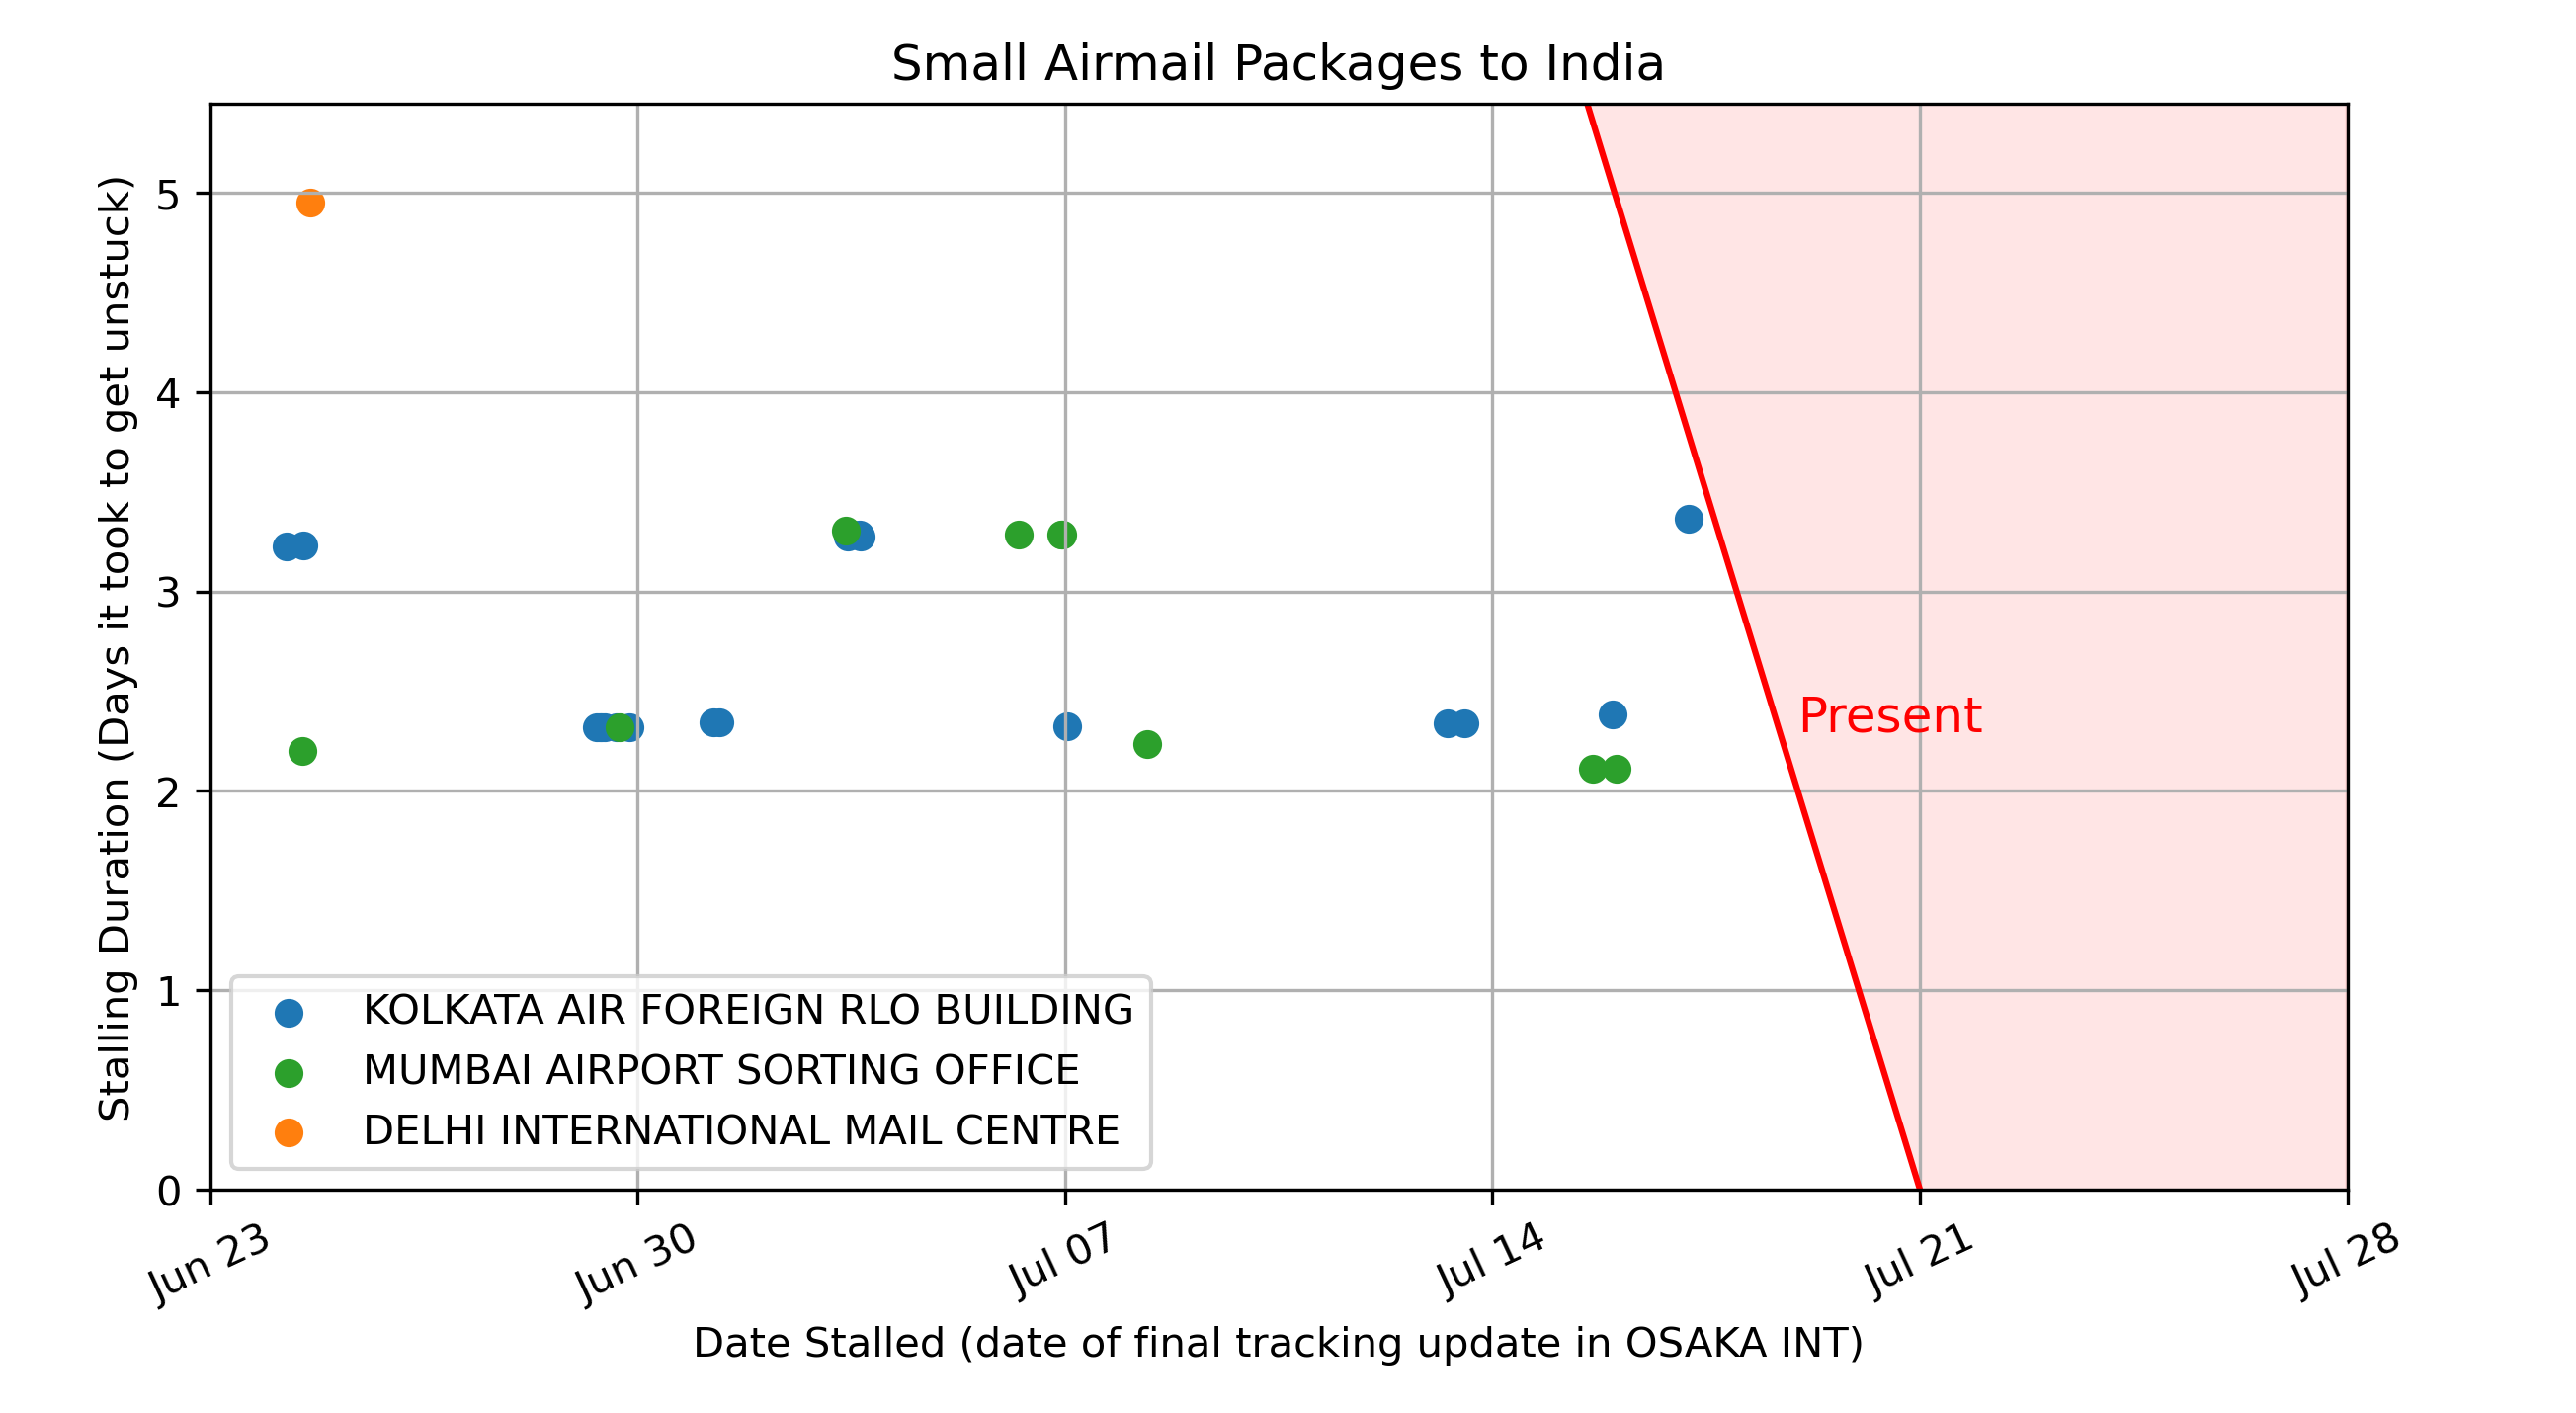 Small Airmail Packages to India
Stalling Duration (Days it took to get unstuck)
5
4
3
2
1
0
Present
KOLKATA AIR FOREIGN RLO BUILDING
MUMBAI AIRPORT SORTING OFFICE
DELHI INTERNATIONAL MAIL CENTRE
Jun 23
Jun 30
Jul 07
Jul 14
Jul 21
Jul 28
Date Stalled (date of final tracking update in OSAKA INT)